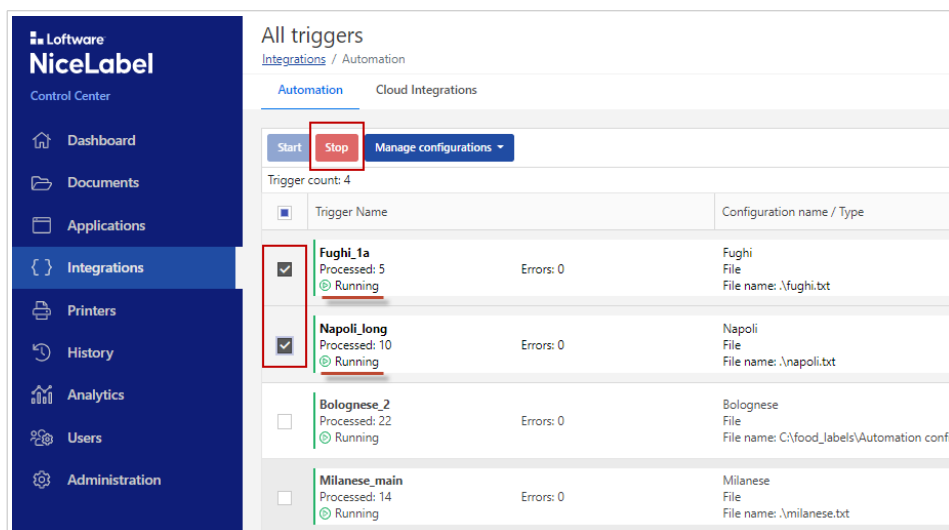 Loftware
NiceLabel
Control Center
Dashboard
Documents
Applications
Integrations
Printers
History
Analytics
Users
Administration
All triggers
Integrations / Automation
Automation Cloud Integrations
Start Stop Manage configurations
Trigger count: 4
Trigger Name Configuration name / Type
Fughi_1a Fughi
Processed: 5 Errors: 0 File
Running File name: .\fughi.txt
Napoli_long Napoli
Processed: 10 Errors: 0 File
Running File name: .\napoli.txt
Bolognese_2 Bolognese
Processed: 22 Errors: 0 File
Running File name: C:\food_labels\Automation confi
Milanese_main Milanese
Processed: 14 Errors: 0 File
Running File name: .\milanese.txt